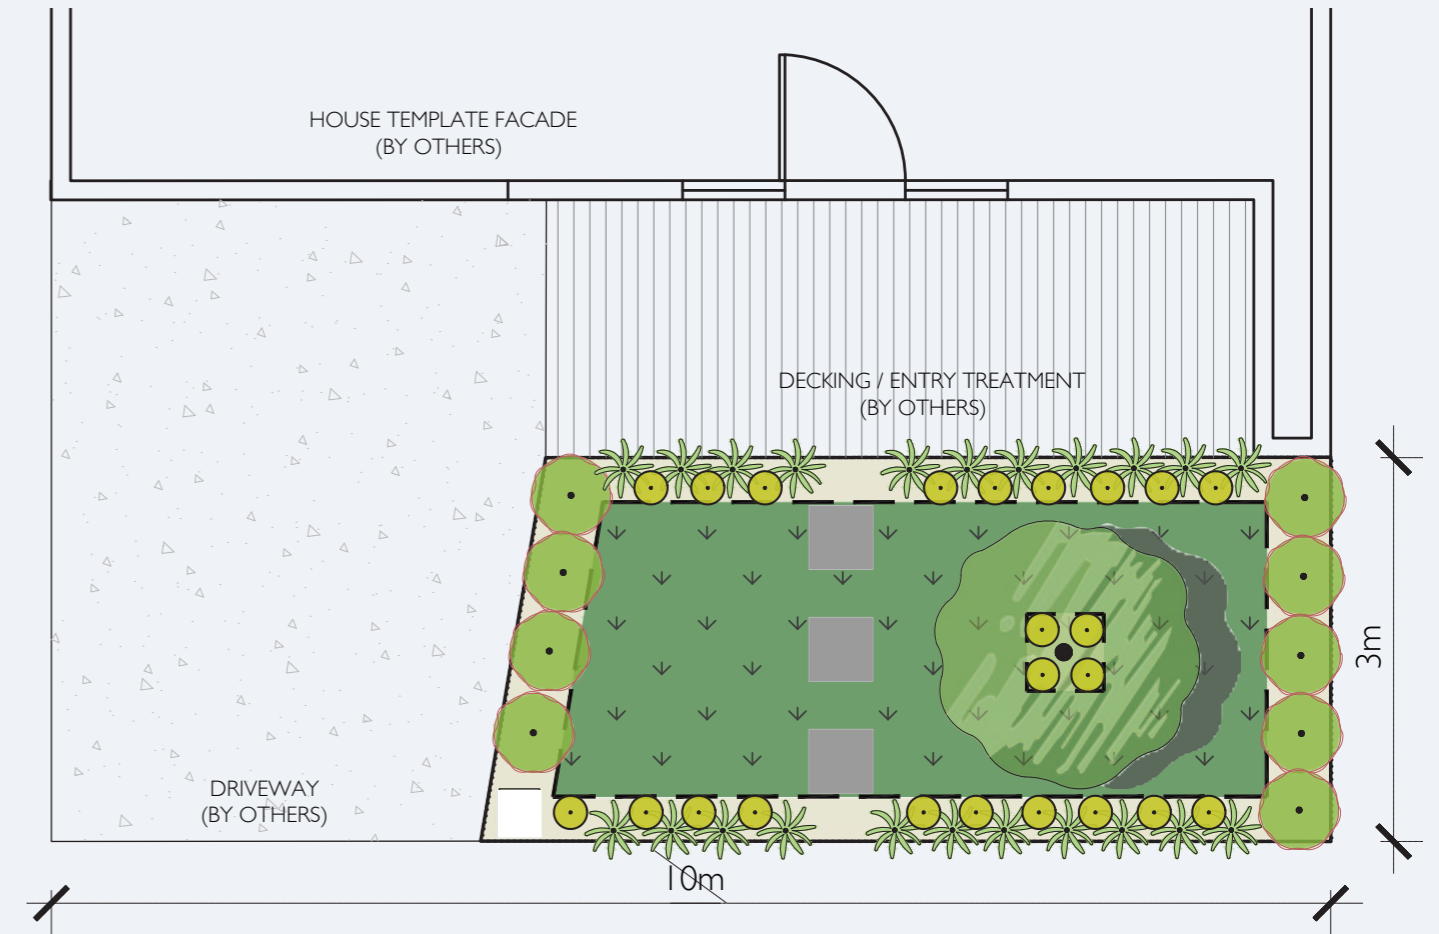 HOUSE TEMPLATE FACADE
(BY OTHERS)
DECKING / ENTRY TREATMENT
(BY OTHERS)
3m
DRIVEWAY
(BY OTHERS)
10m